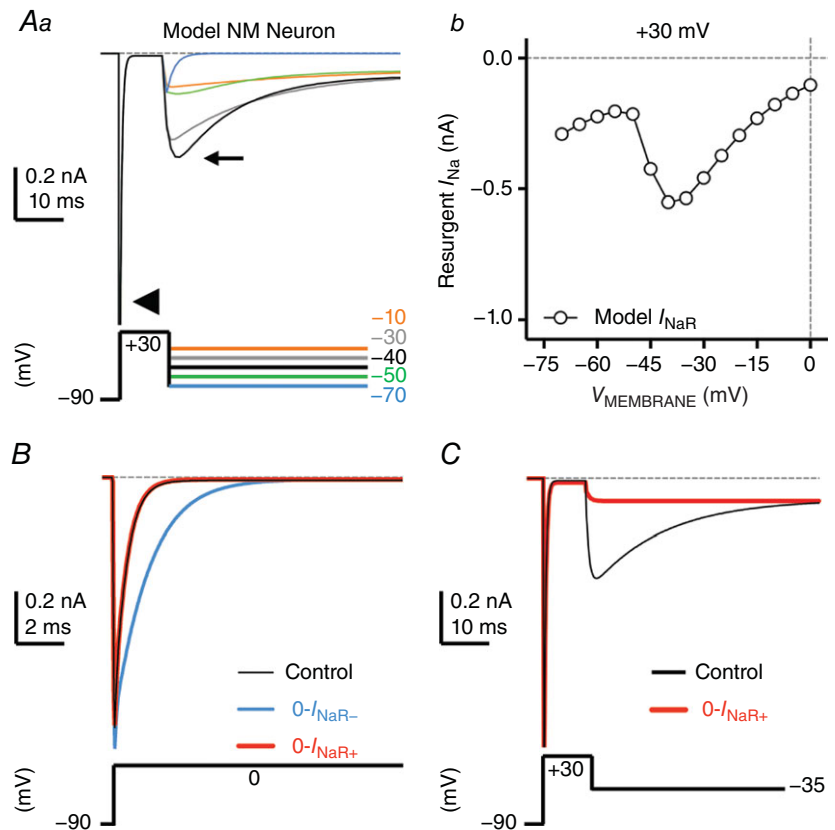 Aa
Model NM Neuron
0.2 nA
10 ms
+30
(mV)
−90
−10
−30
−40
−50
−70
b
+30 mV
Resurgent INa (nA)
0.0
−0.5
−1.0
Model INaR
−75 −60 −45 −30 −15 0
VMEMBRANE (mV)
B
0.2 nA
2 ms
Control
0-INaR−
0-INaR+
(mV)
0
−90
C
0.2 nA
10 ms
Control
0-INaR+
(mV)
+30
−35
−90